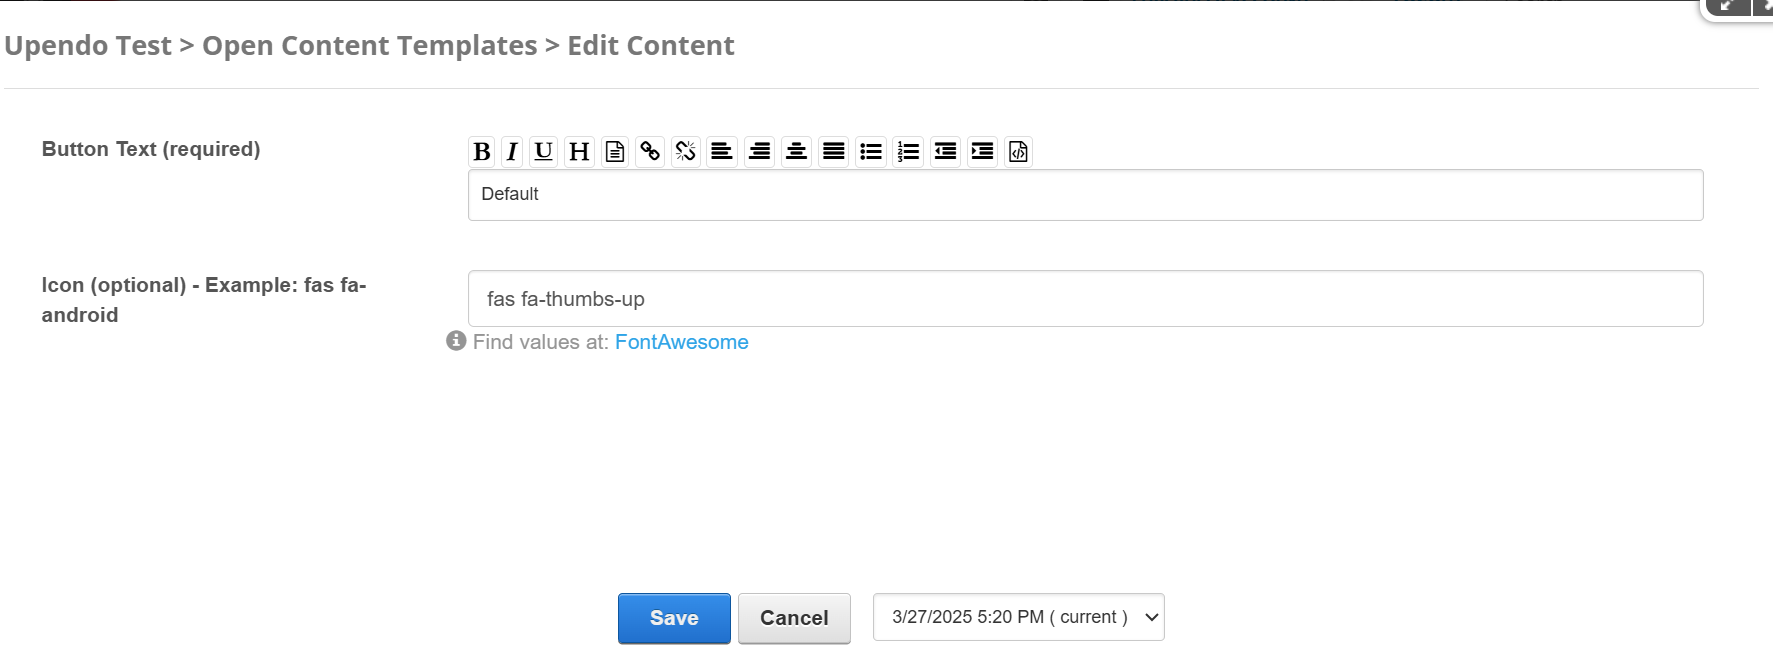 Upendo Test > Open Content Templates > Edit Content
Button Text (required)
B I U H
Default
Icon (optional) - Example: fas fa-
android
fas fa-thumbs-up
Find values at: FontAwesome
Save Cancel 3/27/2025 5:20 PM ( current )